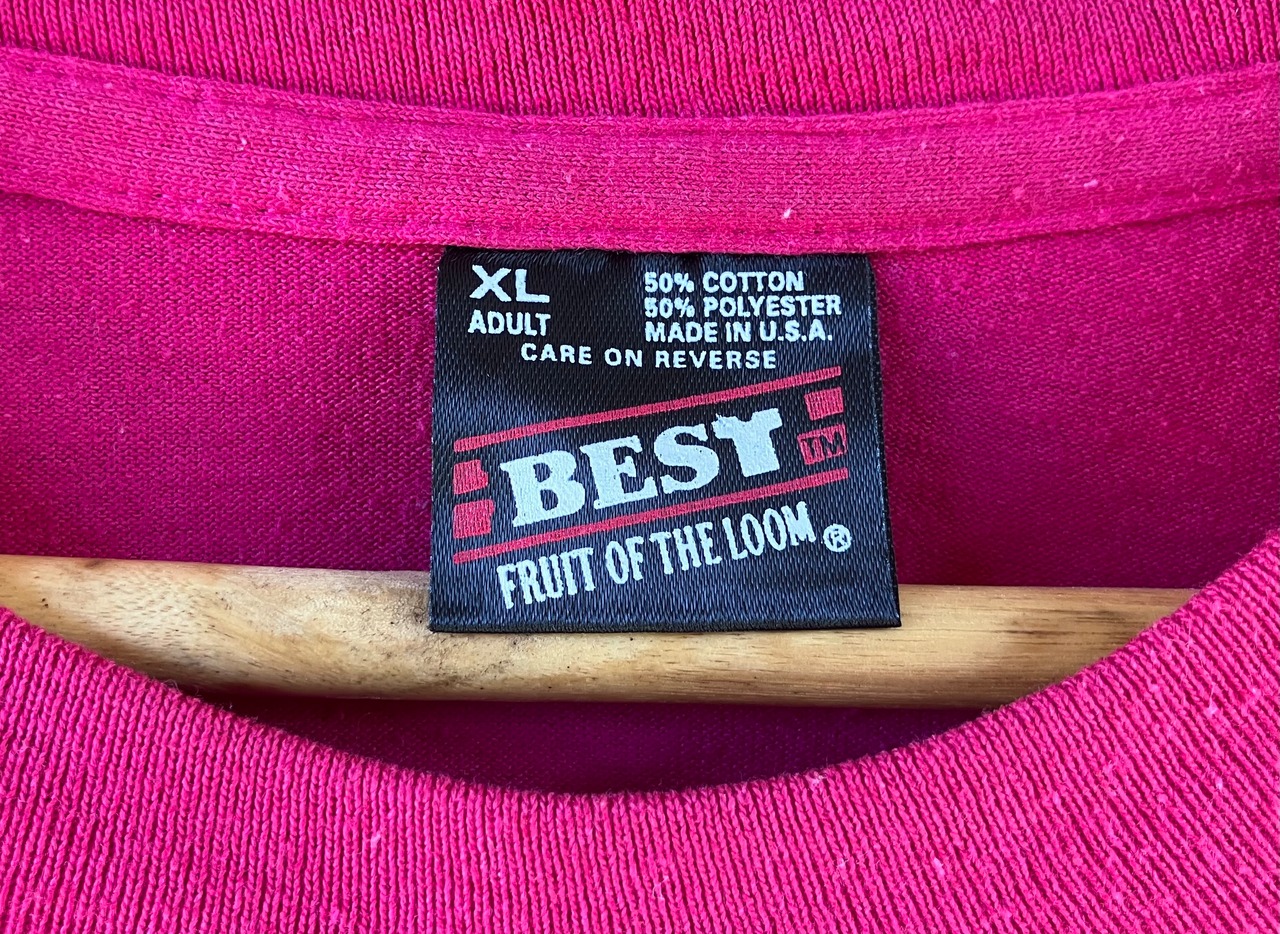 XL
ADULT
50% COTTON
50% POLYESTER
MADE IN U.S.A.
CARE ON REVERSE
BEST
TM
FRUIT OF THE LOOM®